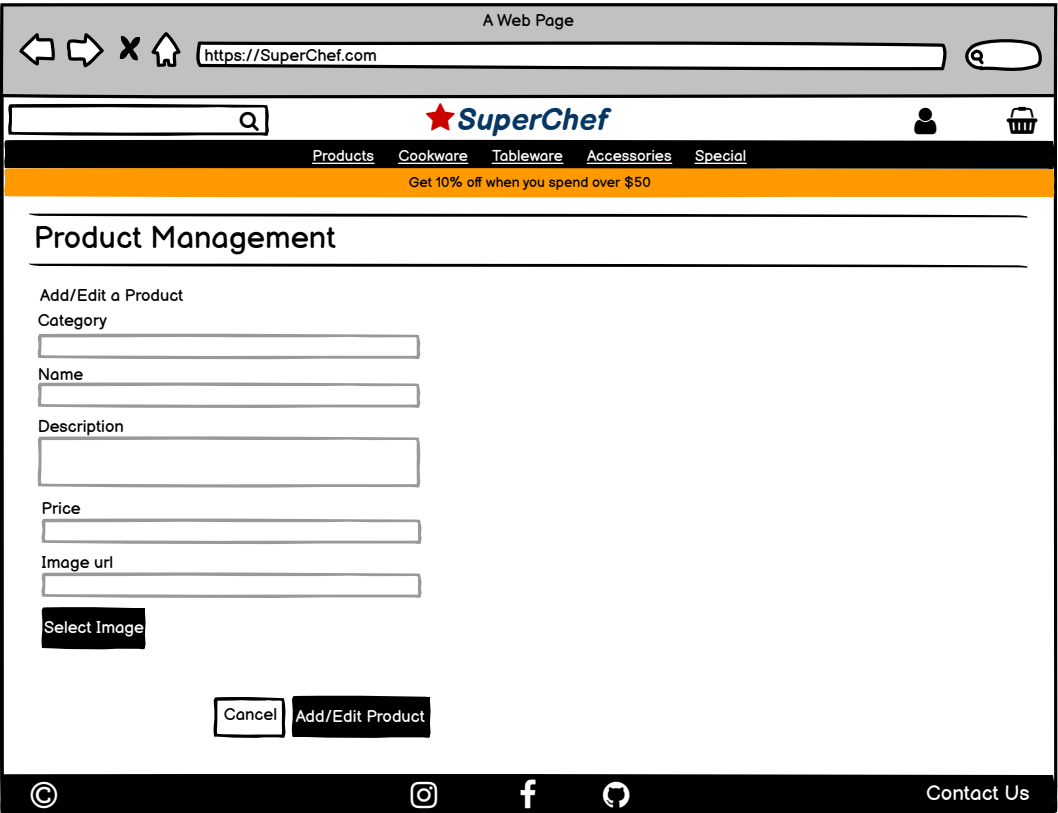 A Web Page
https://SuperChef.com
SuperChef
Products Cookware Tableware Accessories Special
Get 10% off when you spend over $50
Product Management
Add/Edit a Product
Category
Name
Description
Price
Image url
Select Image
Cancel Add/Edit Product
© Contact Us